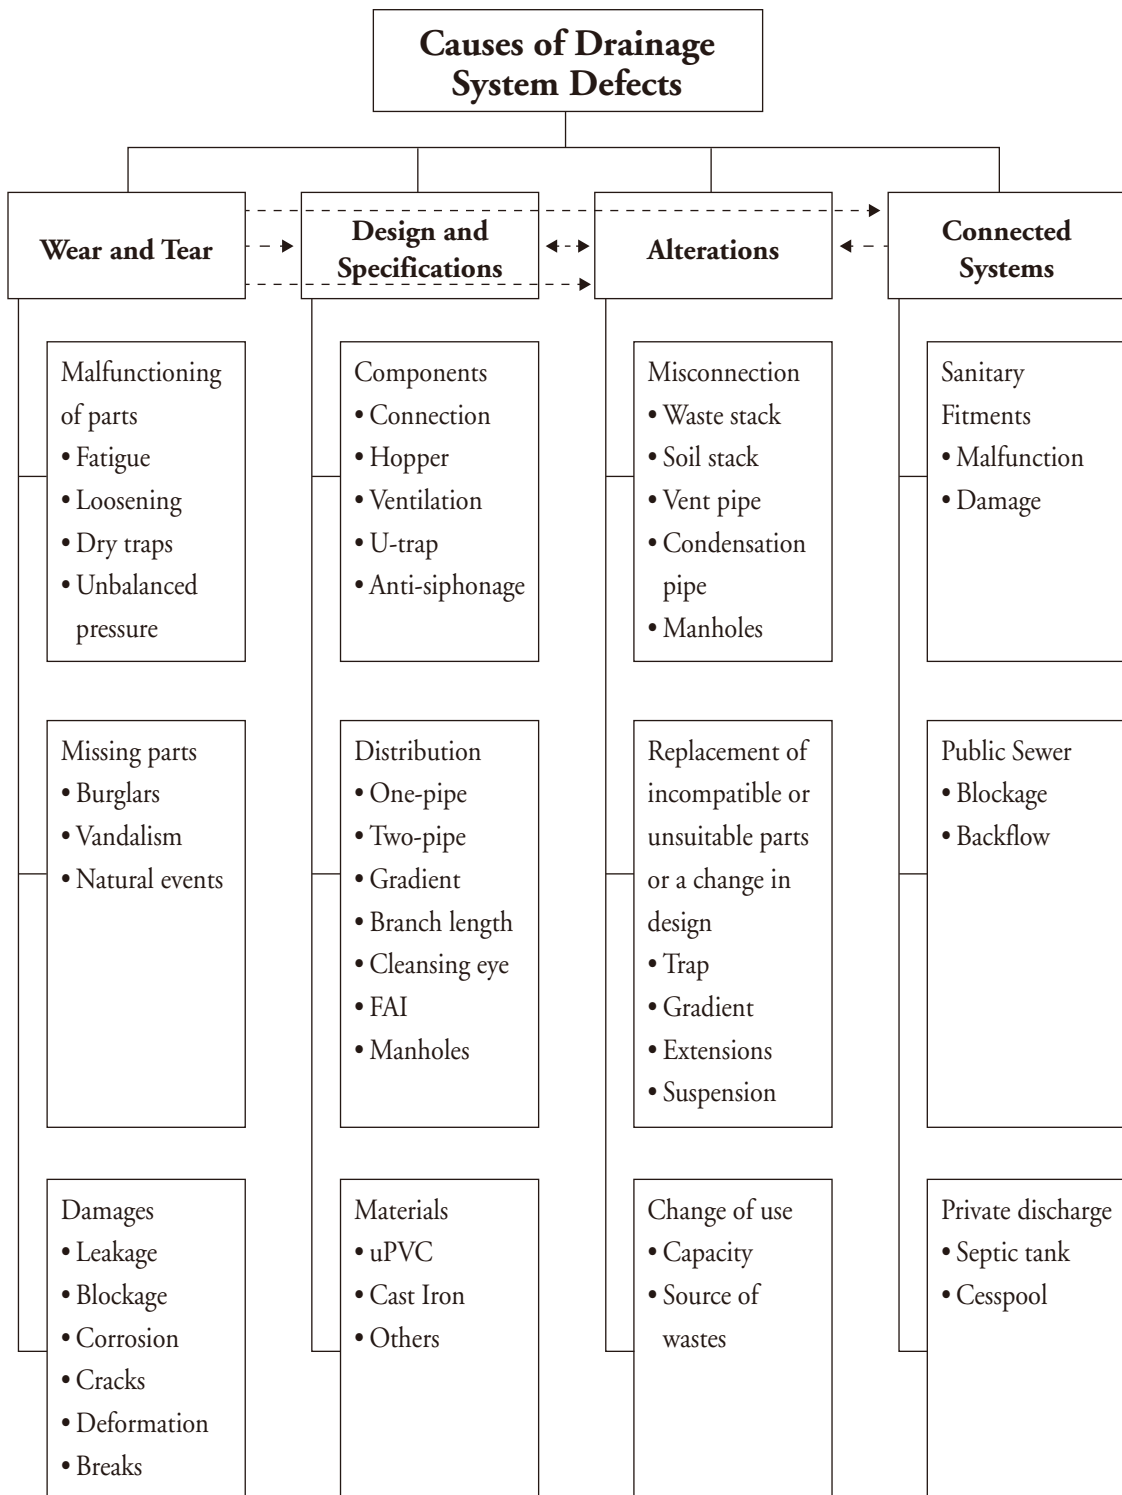 Causes of Drainage
System Defects
Wear and Tear
Design and
Specifications
Alterations
Connected
Systems
Malfunctioning
of parts
• Fatigue
• Loosening
• Dry traps
• Unbalanced
pressure
Missing parts
• Burglars
• Vandalism
• Natural events
Damages
• Leakage
• Blockage
• Corrosion
• Cracks
• Deformation
• Breaks
Components
• Connection
• Hopper
• Ventilation
• U-trap
• Anti-siphonage
Distribution
• One-pipe
• Two-pipe
• Gradient
• Branch length
• Cleansing eye
• FAI
• Manholes
Materials
• uPVC
• Cast Iron
• Others
Misconnection
• Waste stack
• Soil stack
• Vent pipe
• Condensation
pipe
• Manholes
Replacement of
incompatible or
unsuitable parts
or a change in
design
• Trap
• Gradient
• Extensions
• Suspension
Change of use
• Capacity
• Source of
wastes
Sanitary
Fitments
• Malfunction
• Damage
Public Sewer
• Blockage
• Backflow
Private discharge
• Septic tank
• Cesspool